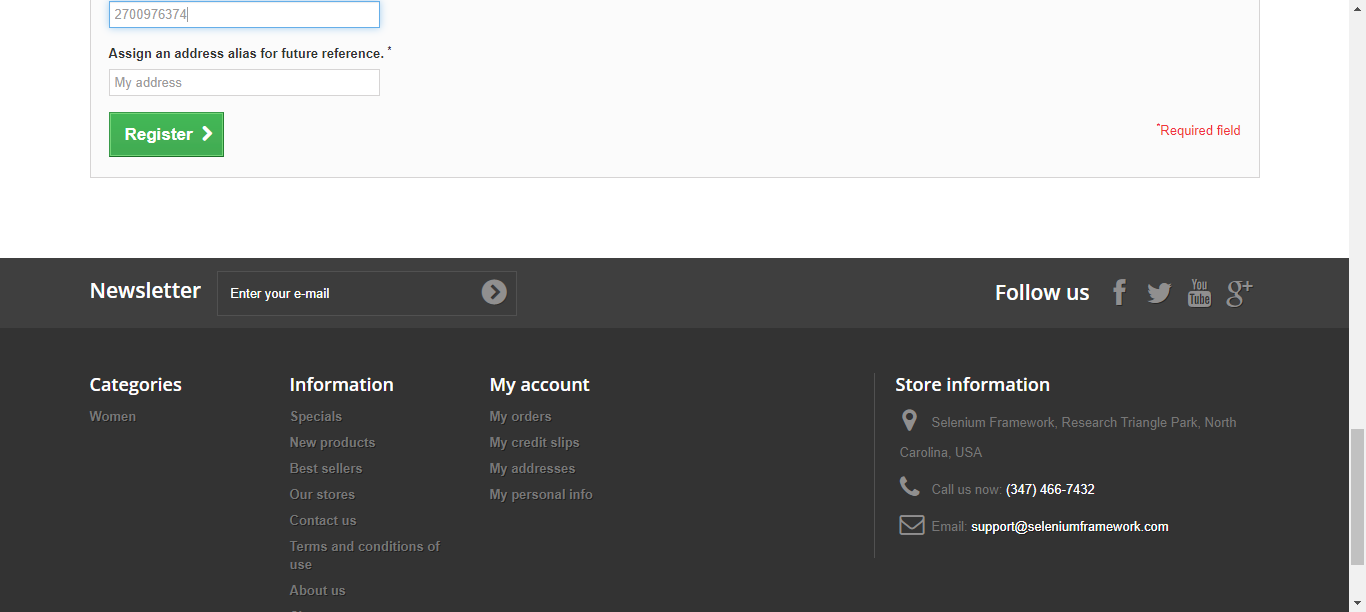 2700976374
Assign an address alias for future reference. *
My address
Register
*Required field
Newsletter
Enter your e-mail
Follow us
You
Tube
g+
Categories
Women
Information
Specials
New products
Best sellers
Our stores
Contact us
Terms and conditions of
use
About us
My account
My orders
My credit slips
My addresses
My personal info
Store information
Selenium Framework, Research Triangle Park, North
Carolina, USA
Call us now: (347) 466-7432
Email: support@seleniumframework.com